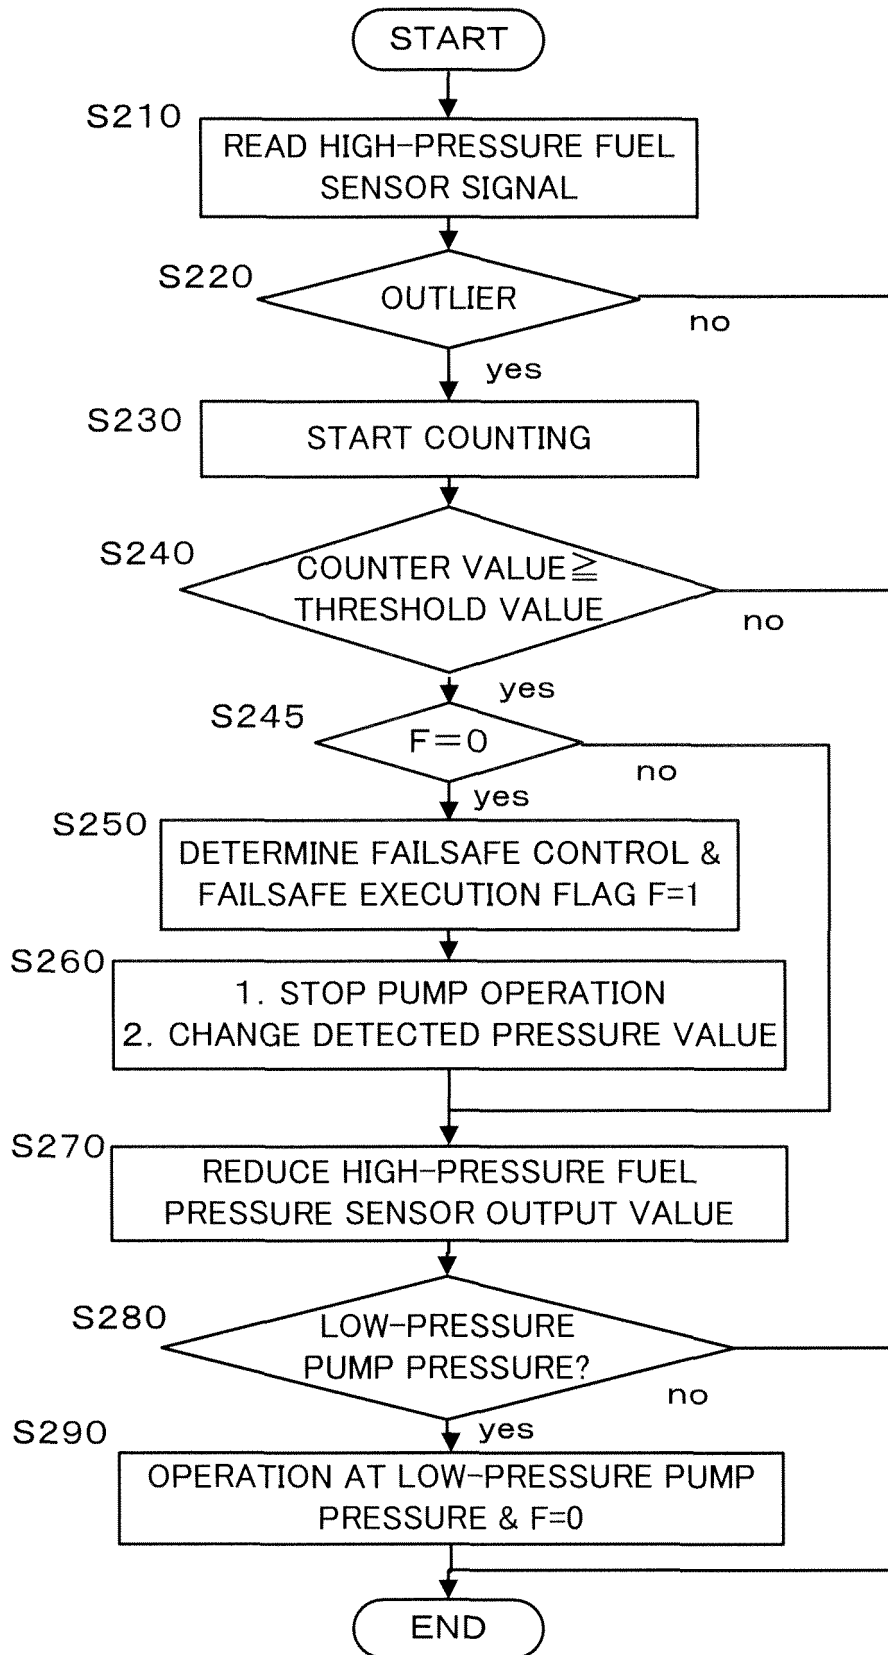 START
S210
READ HIGH-PRESSURE FUEL
SENSOR SIGNAL
S220
OUTLIER
no
yes
S230
START COUNTING
S240
COUNTER VALUE≧
THRESHOLD VALUE
no
yes
S245
F=0
no
yes
S250
DETERMINE FAILSAFE CONTROL &
FAILSAFE EXECUTION FLAG F=1
S260
1. STOP PUMP OPERATION
2. CHANGE DETECTED PRESSURE VALUE
S270
REDUCE HIGH-PRESSURE FUEL
PRESSURE SENSOR OUTPUT VALUE
S280
LOW-PRESSURE
PUMP PRESSURE?
no
yes
S290
OPERATION AT LOW-PRESSURE PUMP
PRESSURE & F=0
END